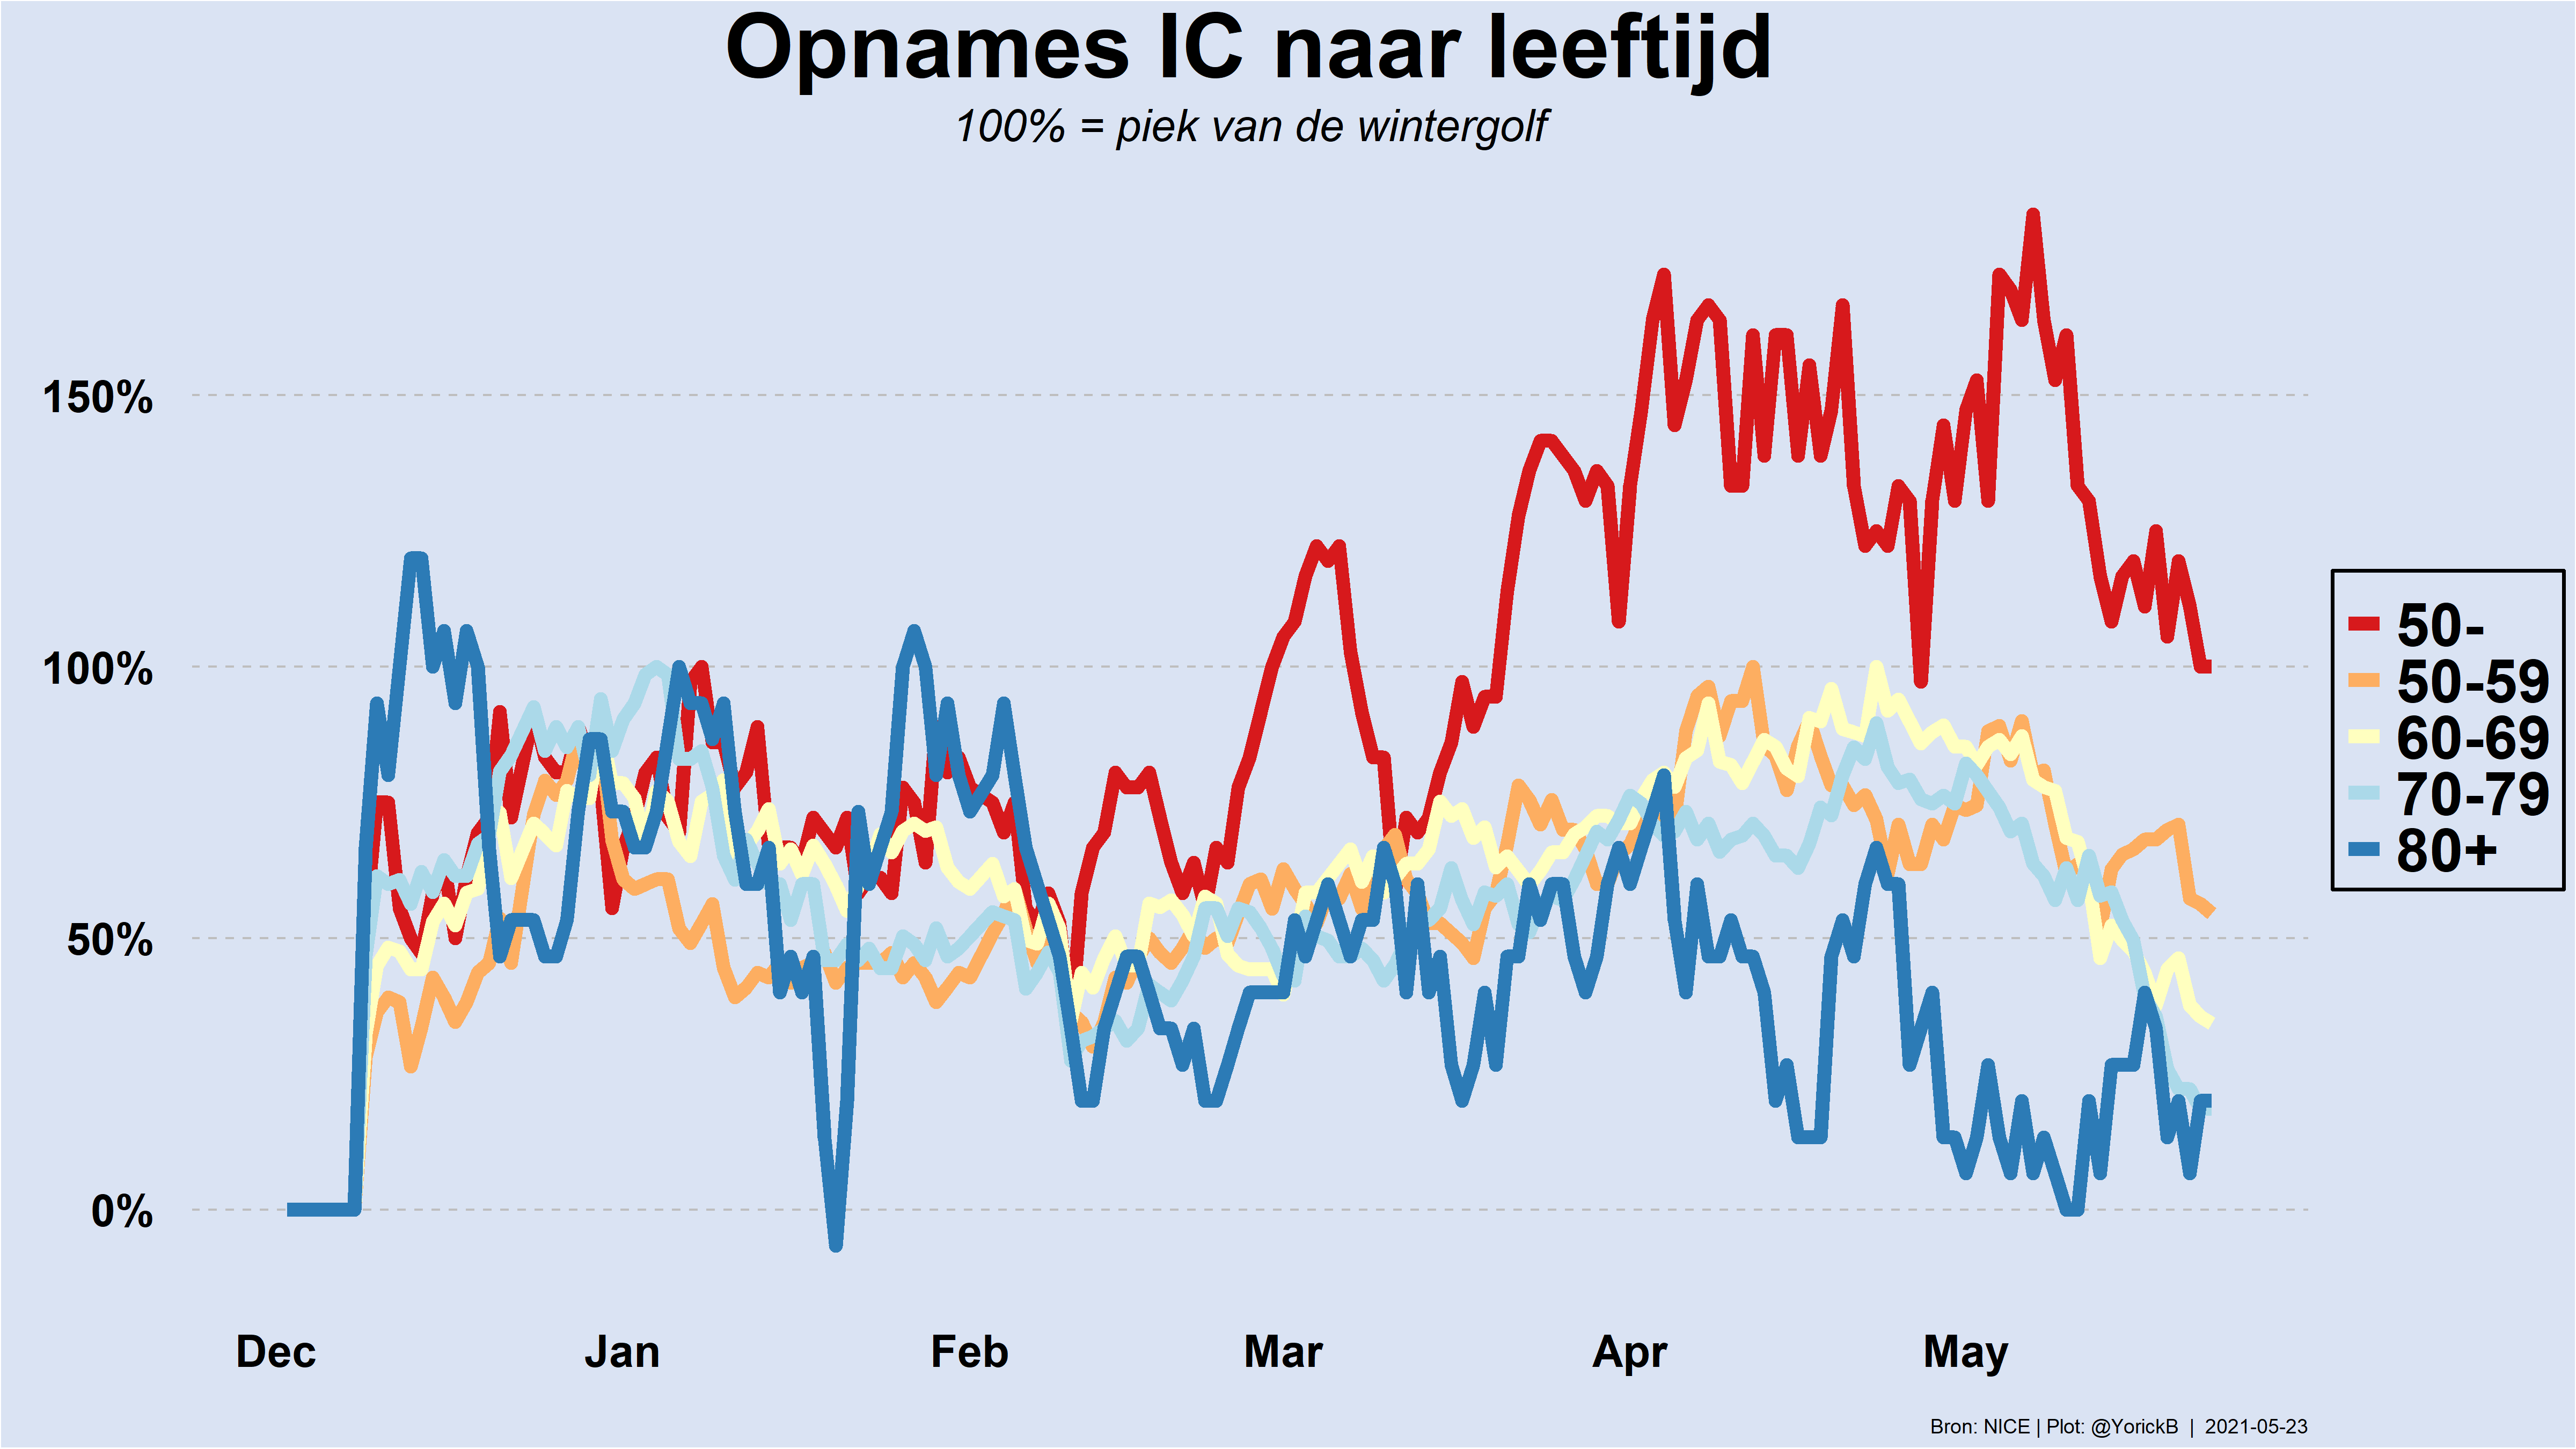 Opnames IC naar leeftijd
100% = piek van de wintergolf
150%
100%
50%
0%
50-
50-59
60-69
70-79
80+
Dec Jan Feb Mar Apr May
Bron: NICE | Plot: @YorickB | 2021-05-23